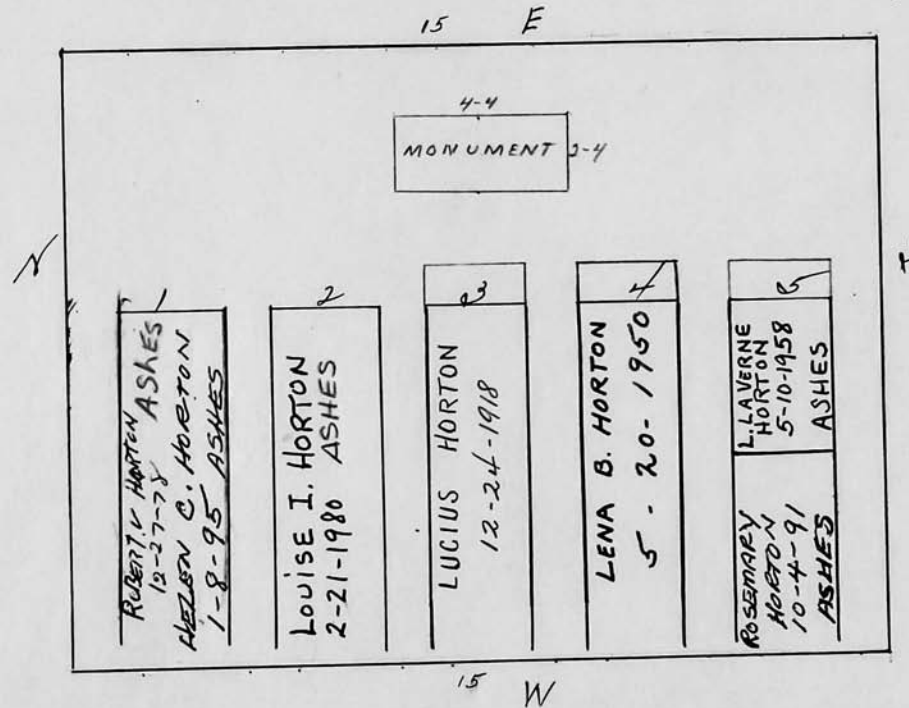 15 E
4-4
MONUMENT 2-4
N
1
ROBERT V HORTON
12-27-78 ASHES
HELEN C. HORTON
1-8-95 ASHES
2
LOUISE I. HORTON
2-21-1980 ASHES
3
LUCIUS HORTON
12-24-1918
4
LENA B. HORTON
5-20-1950
5
L. LAVERNE
HORTON
5-10-1958
ASHES
ROSEMARY
HORTON
10-4-91
ASHES
15 W